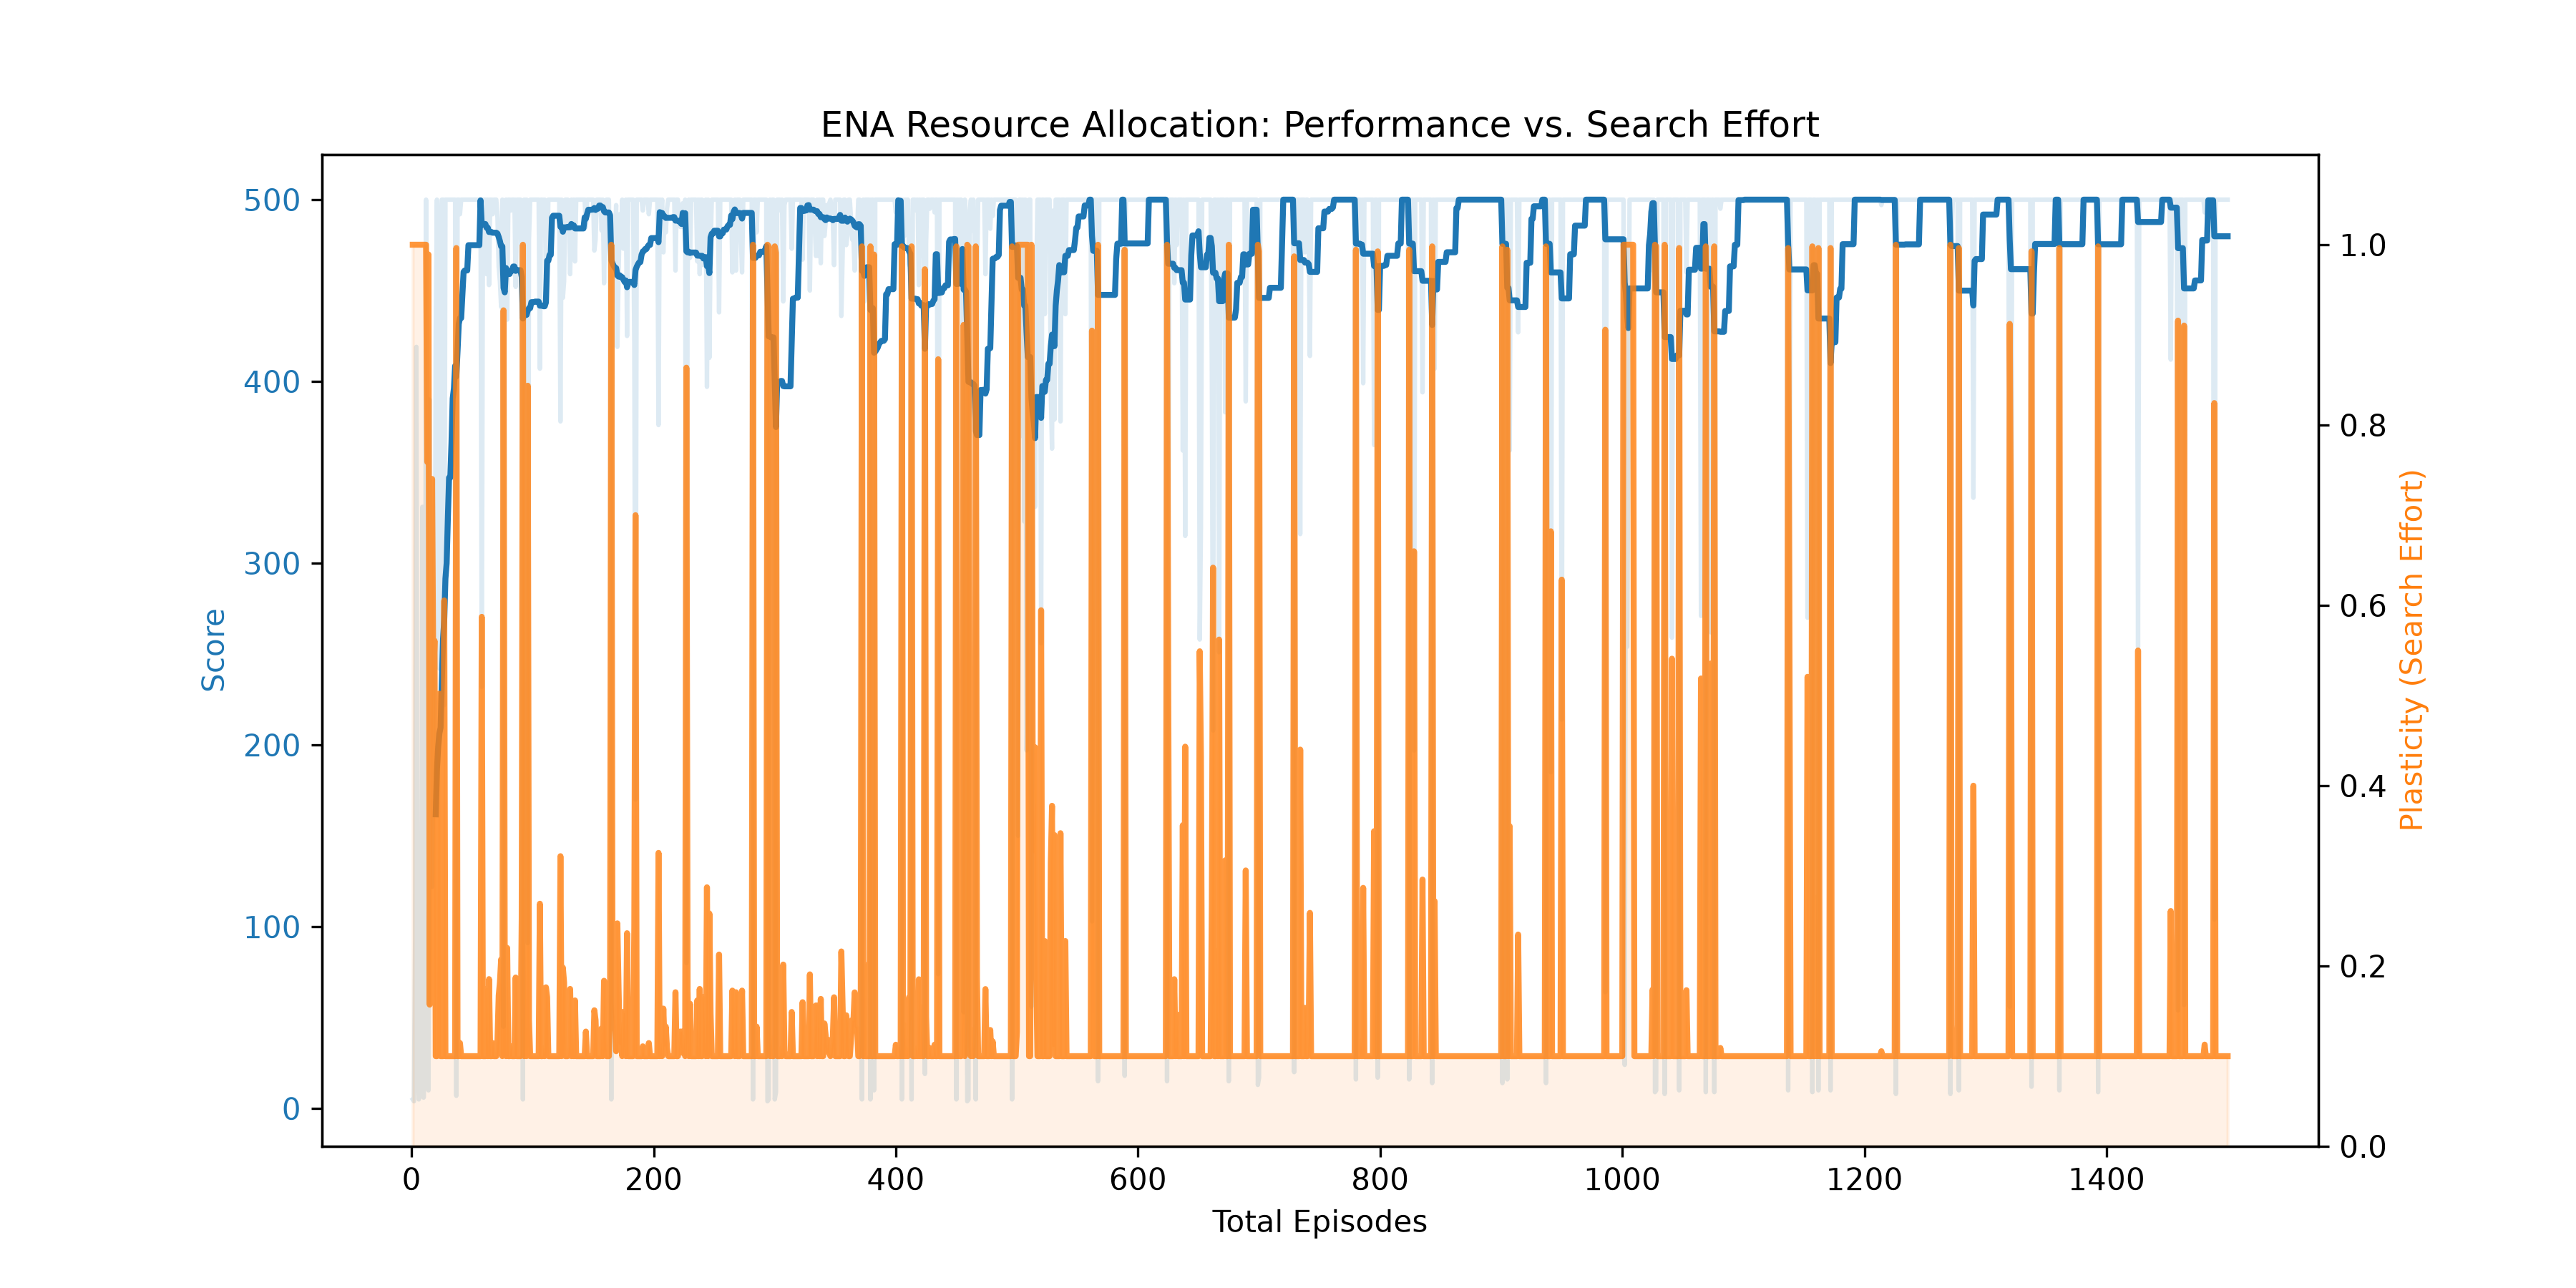 ENA Resource Allocation: Performance vs. Search Effort
500
400
300
200
100
0
Score
1.0
0.8
0.6
0.4
0.2
0.0
Plasticity (Search Effort)
0 200 400 600 800 1000 1200 1400
Total Episodes